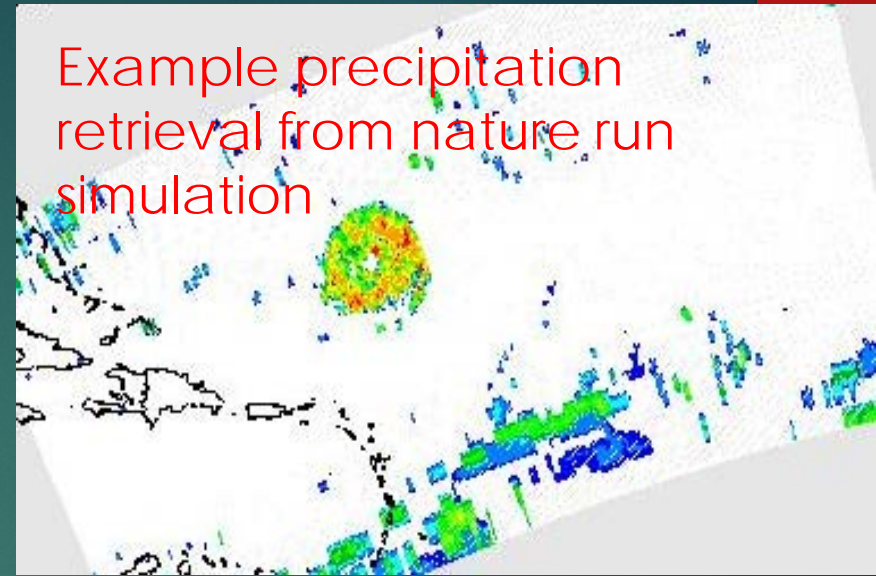 Example precipitation
retrieval from nature run
simulation